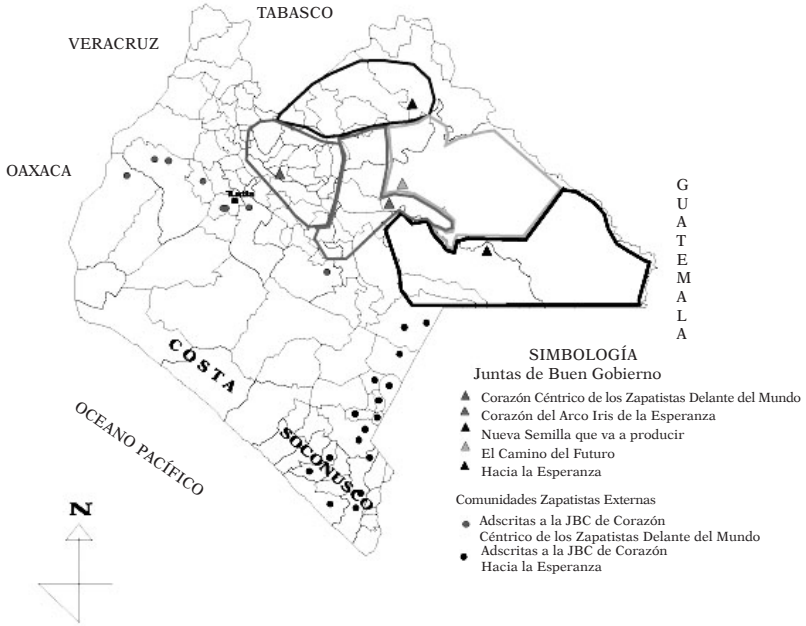 TABASCO
VERACRUZ
OAXACA
GUATEMALA
COSTA
SOCONUSCO
OCEANO PACÍFICO
N
SIMBOLOGÍA
Juntas de Buen Gobierno
Corazón Céntrico de los Zapatistas Delante del Mundo
Corazón del Arco Iris de la Esperanza
Nueva Semilla que va a producir
El Camino del Futuro
Hacia la Esperanza
Comunidades Zapatistas Externas
Adscritas a la JBC de Corazón
Céntrico de los Zapatistas Delante del Mundo
Adscritas a la JBC de Corazón
Hacia la Esperanza